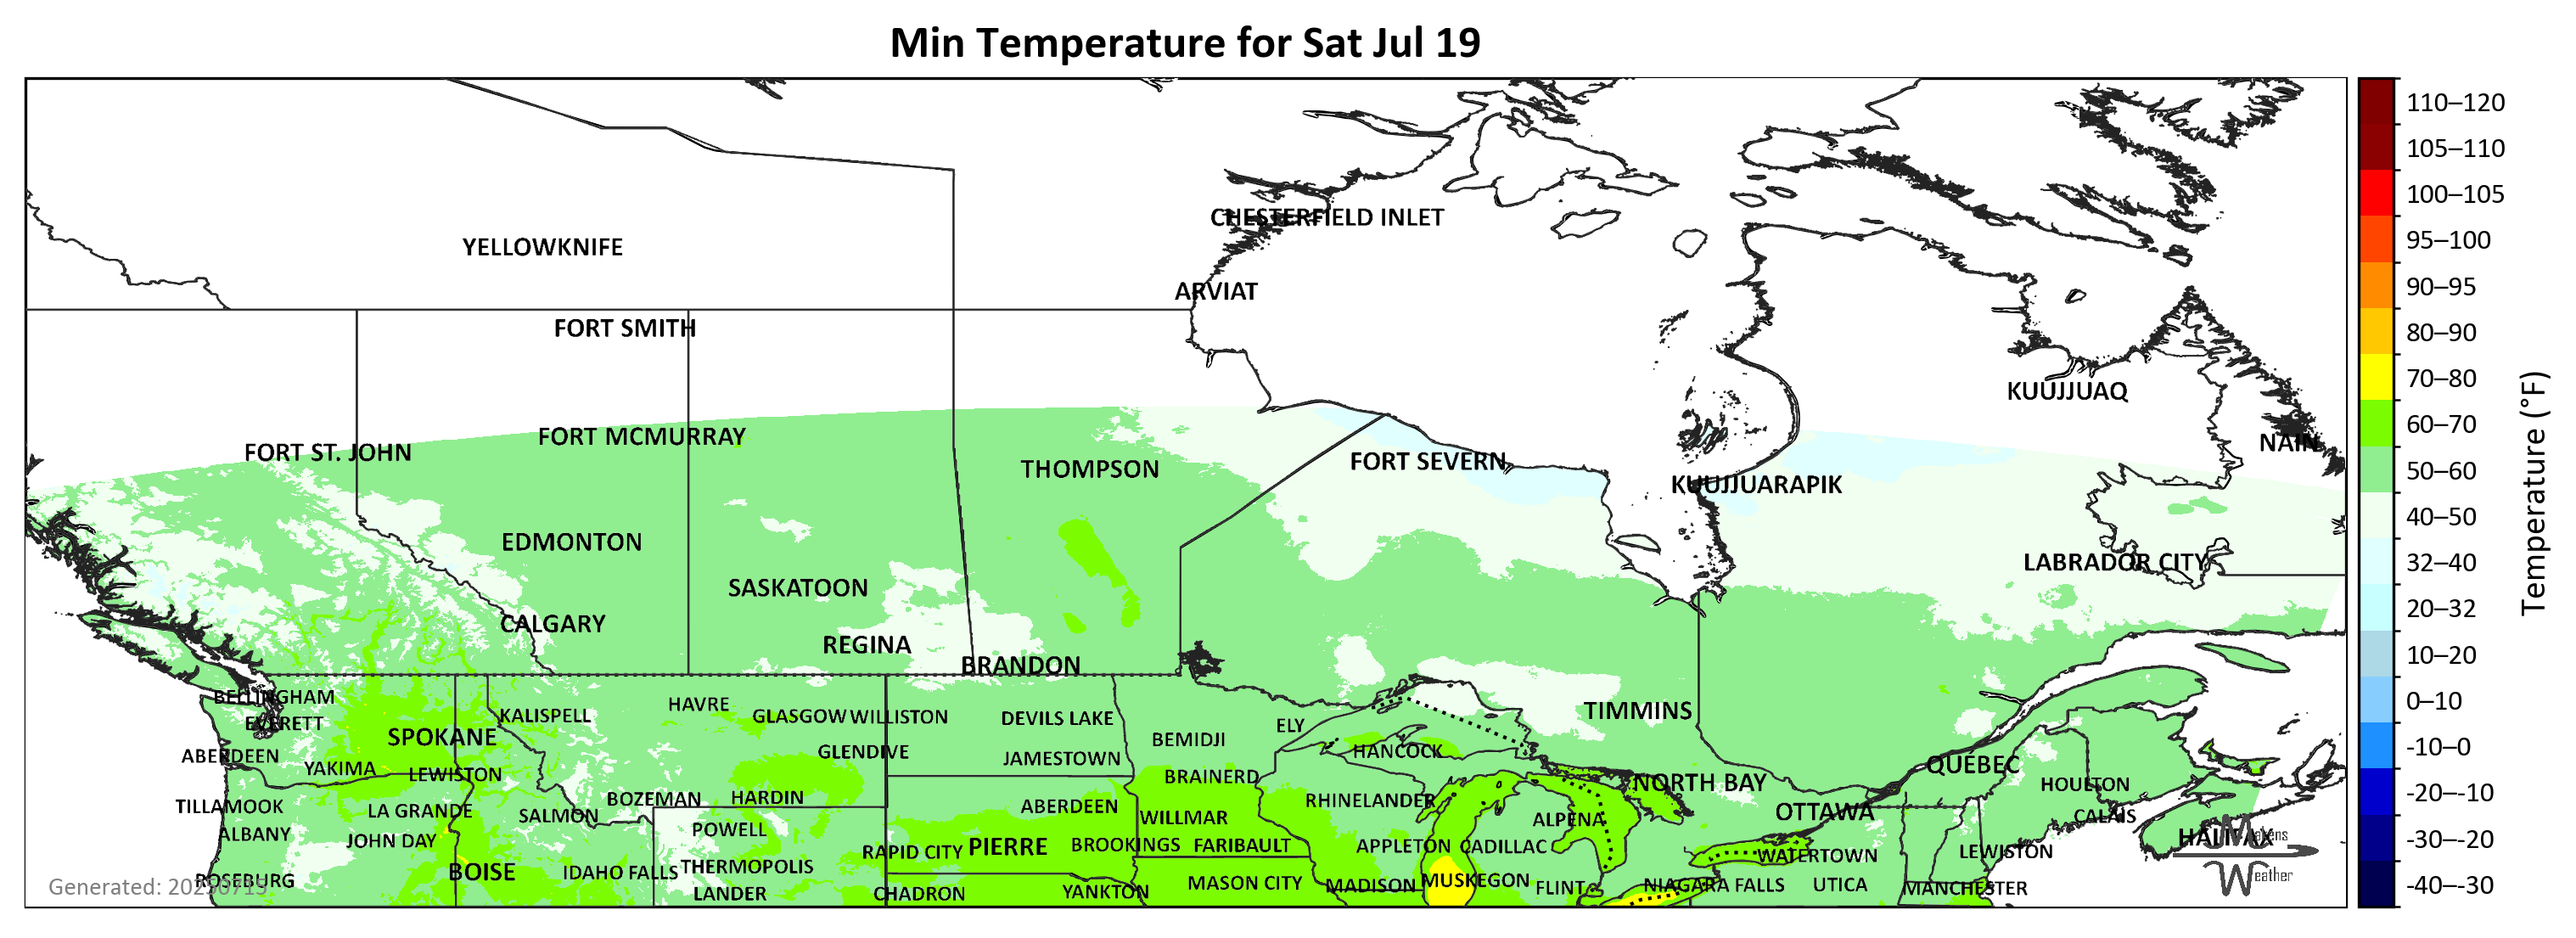 Min Temperature for Sat Jul 19
110–120
105–110
100–105
95–100
90–95
80–90
70–80
60–70
50–60
40–50
32–40
20–32
10–20
0–10
-10–0
-20–-10
-30–-20
-40–-30
Temperature (°F)
CHESTERFIELD INLET
YELLOWKNIFE
ARVIAT
FORT SMITH
KUUJJUAQ
FORT MCMURRAY
NAIN
FORT ST. JOHN
FORT SEVERN
THOMPSON
KUUJJUARAPIK
EDMONTON
LABRADOR CITY
SASKATOON
CALGARY
REGINA
BRANDON
BELLINGHAM
HAVRE
TIMMINS
KALISPELL
GLASGOW
WILLISTON
DEVILS LAKE
EVERETT
ELY
SPOKANE
BEMIDJI
GLENDIVE
HANCOCK
ABERDEEN
JAMESTOWN
QUÉBEC
YAKIMA
LEWISTON
BRAINERD
NORTH BAY
HOULTON
BOZEMAN
HARDIN
RHINELANDER
TILLAMOOK
ABERDEEN
LA GRANDE
OTTAWA
SALMON
CALAIS
WILLMAR
ALPENA
POWELL
ALBANY
HALIFAX
JOHN DAY
BROOKINGS
FARIBAULT
APPLETON
CADILLAC
PIERRE
RAPID CITY
LEWISTON
WATERTOWN
THERMOPOLIS
BOISE
IDAHO FALLS
ROSEBURG
MUSKEGON
MASON CITY
MADISON
NIAGARA FALLS
UTICA
FLINT
MANCHESTER
YANKTON
LANDER
CHADRON
Generated: 20250715
Matens
Weather